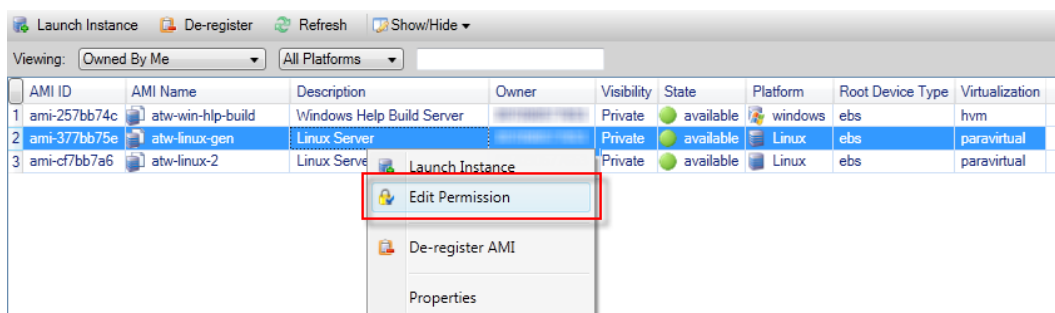 Launch Instance De-register Refresh Show/Hide
Viewing: Owned By Me All Platforms
AMI ID AMI Name Description Owner Visibility State Platform Root Device Type Virtualization
1 ami-257bb74c atw-win-hlp-build Windows Help Build Server Private available windows ebs hvm
2 ami-377bb75e atw-linux-gen Linux Server Private available Linux ebs paravirtual
3 ami-cf7bb7a6 atw-linux-2 Linux Serve Private available Linux ebs paravirtual
Launch Instance
Edit Permission
De-register AMI
Properties